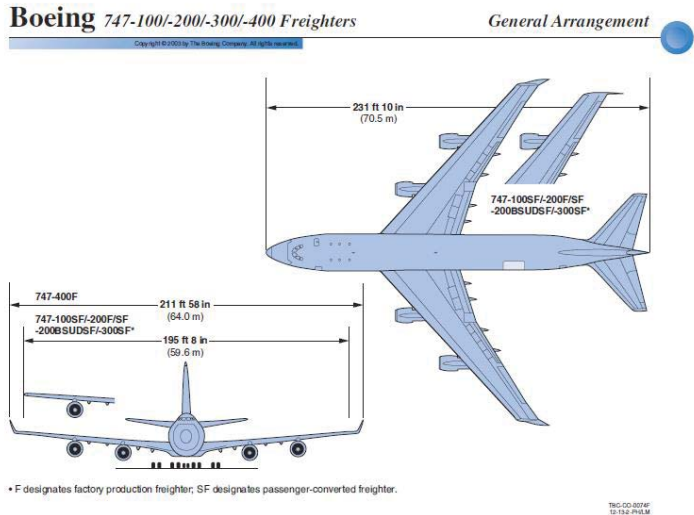 Boeing 747-100/-200/-300/-400 Freighters General Arrangement
Copyright © 2003 by The Boeing Company. All rights reserved.
231 ft 10 in
(70.5 m)
747-100SF/-200F/SF
-200BSUDSF/-300SF*
747-400F
211 ft 58 in
(64.0 m)
747-100SF/-200F/SF
-200BSUDSF/-300SF*
195 ft 8 in
(59.6 m)
• F designates factory production freighter; SF designates passenger-converted freighter.
TBC-CO-0074F
12-13-2-PH/LM